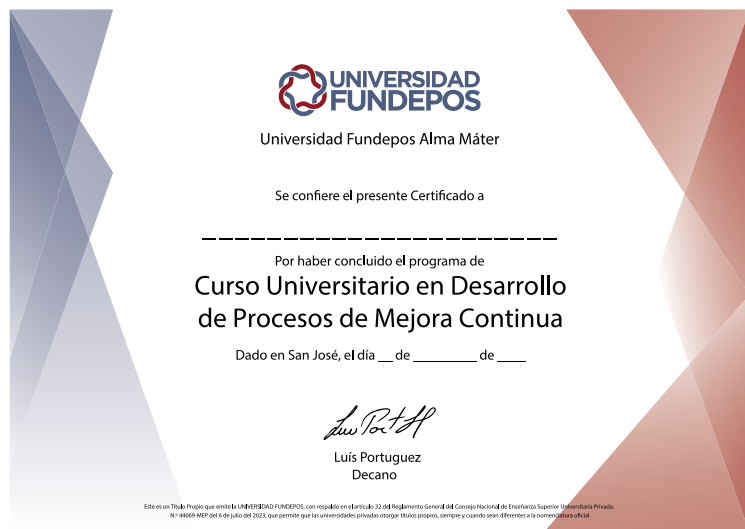 UNIVERSIDAD
FUNDEPOS
Universidad Fundepos Alma Máter
Se confiere el presente Certificado a
_ _ _ _ _ _ _ _ _ _ _ _ _ _ _ _ _ _ _ _ _ _
Por haber concluido el programa de
Curso Universitario en Desarrollo
de Procesos de Mejora Continua
Dado en San José, el día __ de ________ de ____
Luís Portuguez
Decano
Este es un Título Propio que emite la UNIVERSIDAD FUNDEPOS, con respaldo en el artículo 32 del Reglamento General del Consejo Nacional de Enseñanza Superior Universitaria Privada,
N.º 44069-MEP del 6 de julio del 2023, que permite que las universidades privadas otorgar títulos propios, siempre y cuando sean diferentes a la nomenclatura oficial